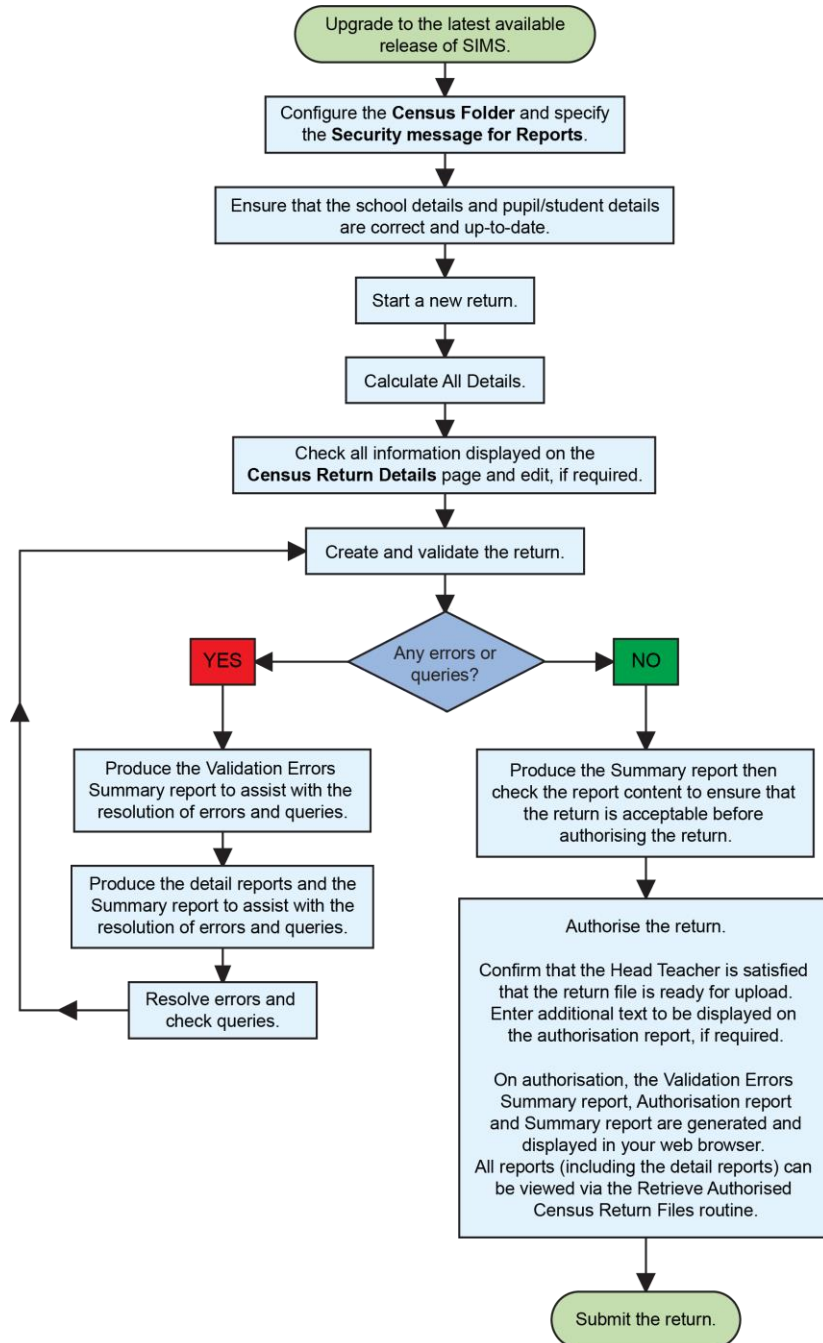 Upgrade to the latest available
release of SIMS.
Configure the Census Folder and specify
the Security message for Reports.
Ensure that the school details and pupil/student details
are correct and up-to-date.
Start a new return.
Calculate All Details.
Check all information displayed on the
Census Return Details page and edit, if required.
Create and validate the return.
Any errors or
queries?
YES
NO
Produce the Validation Errors
Summary report to assist with the
resolution of errors and queries.
Produce the detail reports and the
Summary report to assist with the
resolution of errors and queries.
Resolve errors and
check queries.
Produce the Summary report then
check the report content to ensure that
the return is acceptable before
authorising the return.
Authorise the return.
Confirm that the Head Teacher is satisfied
that the return file is ready for upload.
Enter additional text to be displayed on
the authorisation report, if required.
On authorisation, the Validation Errors
Summary report, Authorisation report
and Summary report are generated and
displayed in your web browser.
All reports (including the detail reports) can
be viewed via the Retrieve Authorised
Census Return Files routine.
Submit the return.